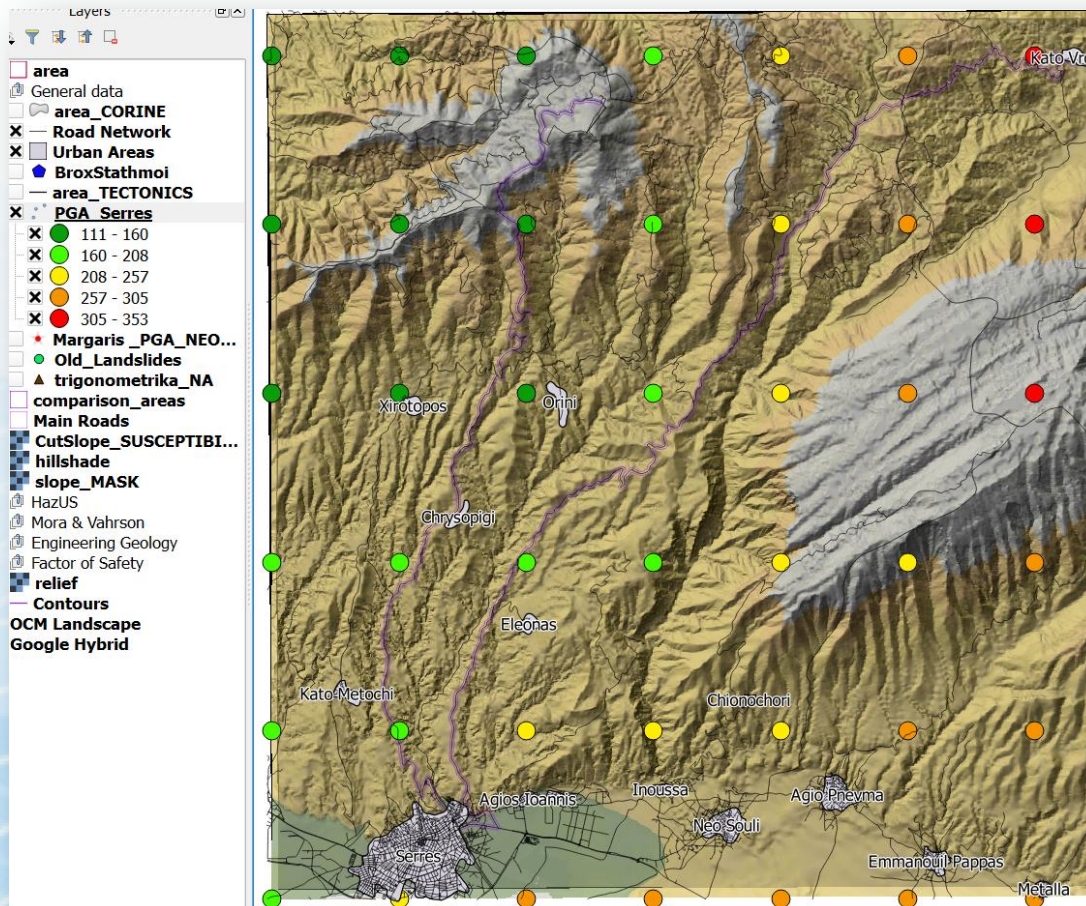 Layers
area
General data
area_CORINE
Road Network
Urban Areas
BroxStathmoi
area_TECTONICS
PGA_Serres
111 - 160
160 - 208
208 - 257
257 - 305
305 - 353
Margaris _PGA_NEO...
Old_Landslides
trigonometrika_NA
comparison_areas
Main Roads
CutSlope_SUSCEPTIBI...
hillshade
slope_MASK
HazUS
Mora & Vahrson
Engineering Geology
Factor of Safety
relief
Contours
OCM Landscape
Google Hybrid
Kato Vro
Xirotopos
Orini
Chrysopigi
Eleonas
Kato Metochi
Chionochori
Agios Ioannis
Inoussa
Agio Pnevma
Neo Souli
Serres
Emmanouil Pappas
Metalla